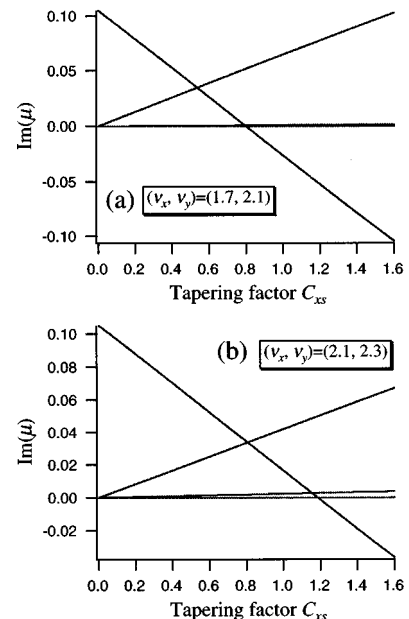 0.10
0.05
0.00
-0.05
-0.10
Im(μ)
(a) (νx, νy)=(1.7, 2.1)
0.0 0.2 0.4 0.6 0.8 1.0 1.2 1.4 1.6
Tapering factor Cxs
(b) (νx, νy)=(2.1, 2.3)
0.10
0.08
0.06
0.04
0.02
0.00
-0.02
Im(μ)
0.0 0.2 0.4 0.6 0.8 1.0 1.2 1.4 1.6
Tapering factor Cxs